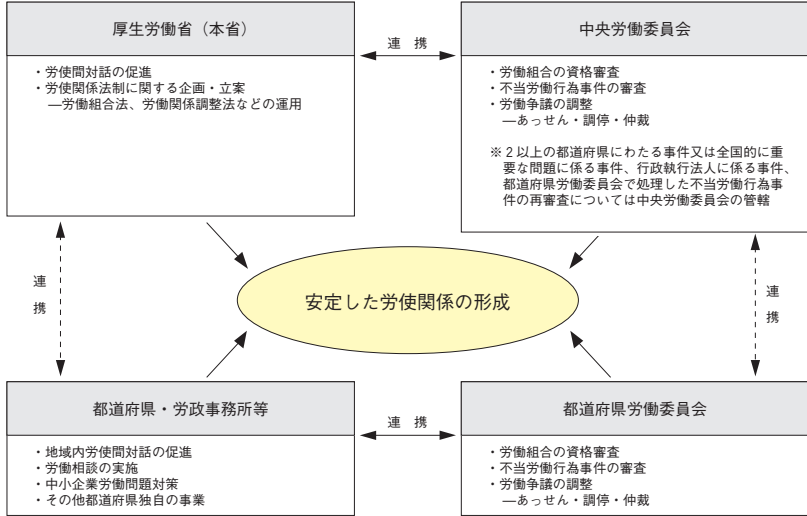 厚生労働省（本省）
・労使間対話の促進
・労使関係法制に関する企画・立案
―労働組合法、労働関係調整法などの運用
連　携
中央労働委員会
・労働組合の資格審査
・不当労働行為事件の審査
・労働争議の調整
―あっせん・調停・仲裁
※２以上の都道府県にわたる事件又は全国的に重
要な問題に係る事件、行政執行法人に係る事件、
都道府県労働委員会で処理した不当労働行為事
件の再審査については中央労働委員会の管轄
連
携
安定した労使関係の形成
連
携
都道府県・労政事務所等
・地域内労使間対話の促進
・労働相談の実施
・中小企業労働問題対策
・その他都道府県独自の事業
連　携
都道府県労働委員会
・労働組合の資格審査
・不当労働行為事件の審査
・労働争議の調整
―あっせん・調停・仲裁